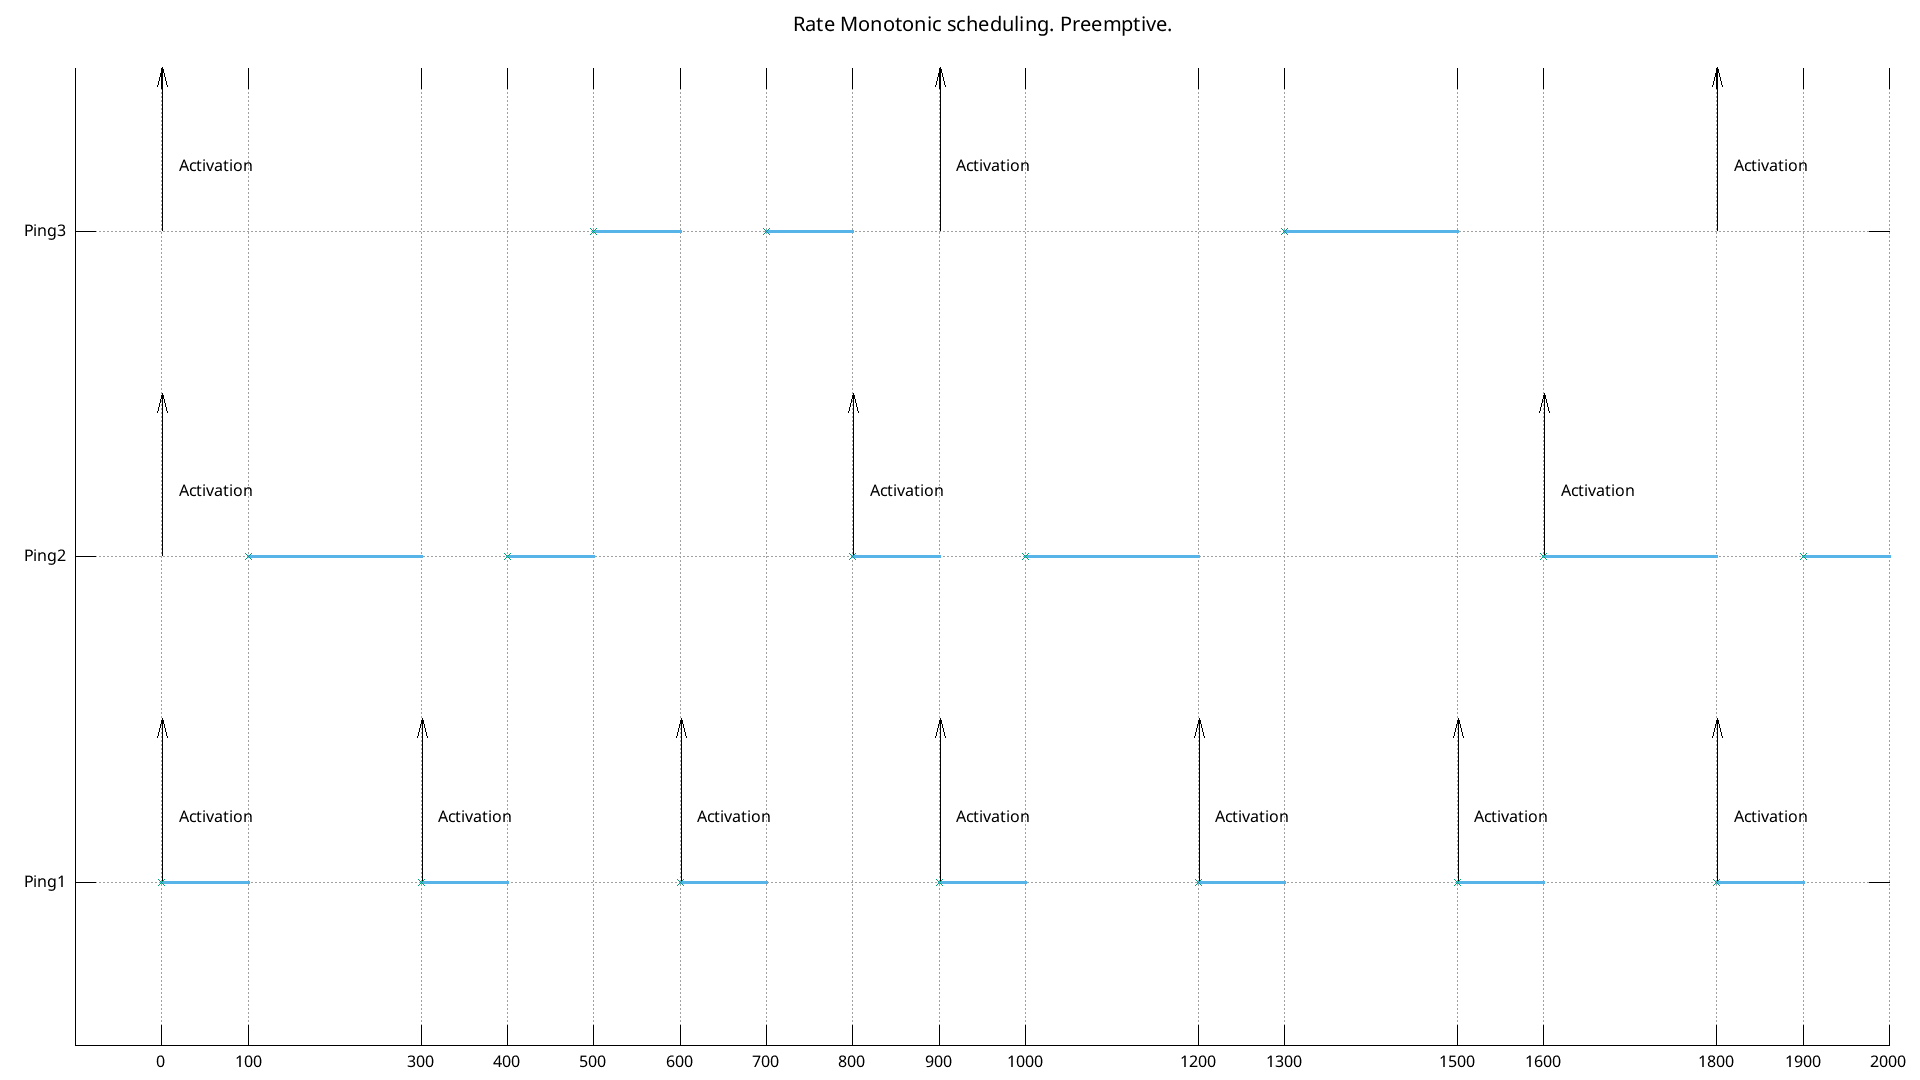 Rate Monotonic scheduling. Preemptive.
Activation Activation Activation
Ping3
Activation Activation Activation
Ping2
Activation Activation Activation Activation Activation Activation Activation
Ping1
0 100 300 400 500 600 700 800 900 1000 1200 1300 1500 1600 1800 1900 2000